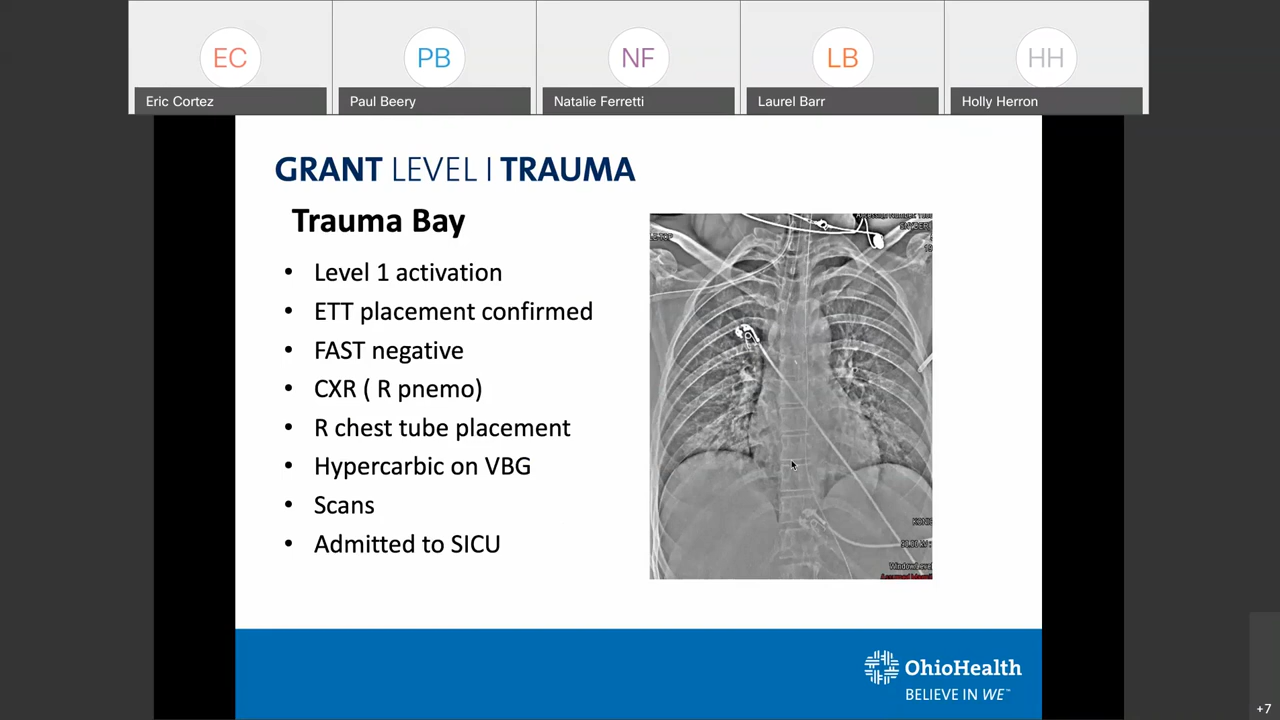 EC
PB
NF
LB
HH
Eric Cortez
Paul Beery
Natalie Ferretti
Laurel Barr
Holly Herron
GRANT LEVEL I TRAUMA
Trauma Bay
• Level 1 activation
• ETT placement confirmed
• FAST negative
• CXR ( R pnemo)
• R chest tube placement
• Hypercarbic on VBG
• Scans
• Admitted to SICU
OhioHealth
BELIEVE IN WE™
+7